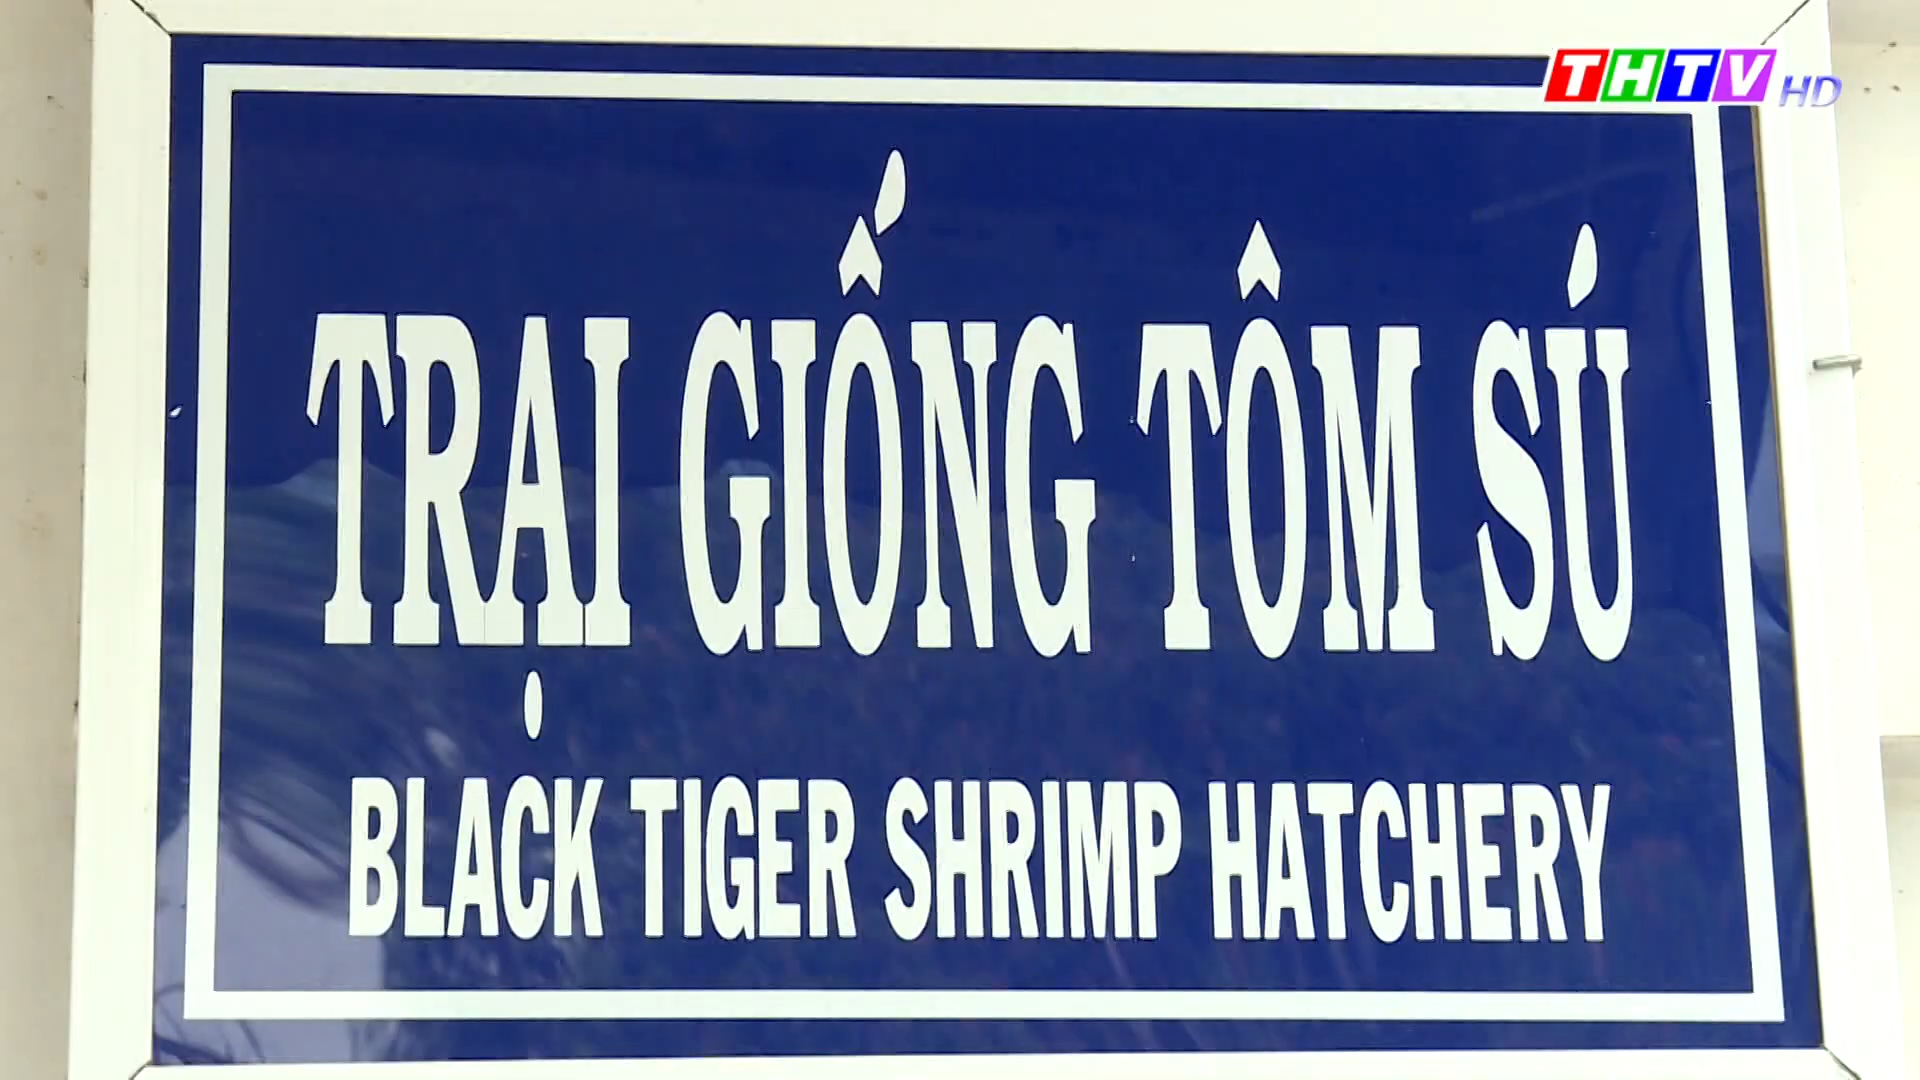 THTV HD
TRẠI GIỐNG TÔM SÚ
BLACK TIGER SHRIMP HATCHERY